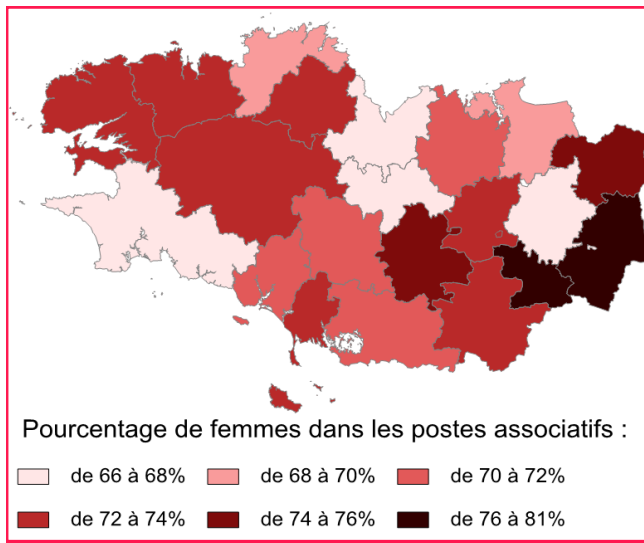 Pourcentage de femmes dans les postes associatifs :
de 66 à 68% de 68 à 70% de 70 à 72%
de 72 à 74% de 74 à 76% de 76 à 81%